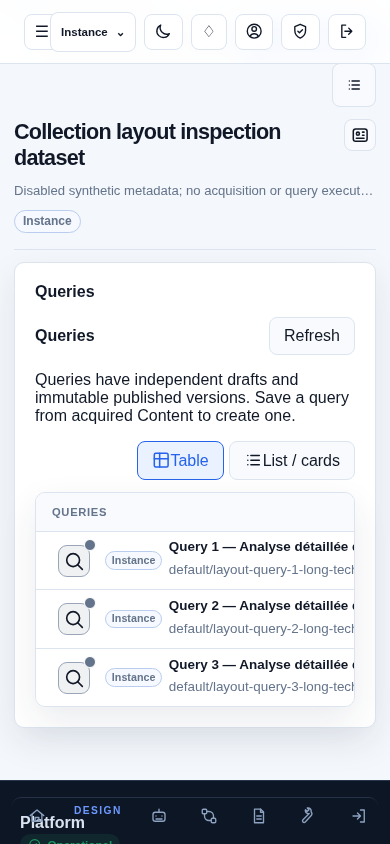 Instance
Collection layout inspection
dataset
Disabled synthetic metadata; no acquisition or query execut…
Instance
Queries
Queries
Refresh
Queries have independent drafts and
immutable published versions. Save a query
from acquired Content to create one.
Table
List / cards
QUERIES
Instance
Query 1 — Analyse détaillée
default/layout-query-1-long-tech
Instance
Query 2 — Analyse détaillée
default/layout-query-2-long-tech
Instance
Query 3 — Analyse détaillée
default/layout-query-3-long-tech
DESIGN
Platform
Operational